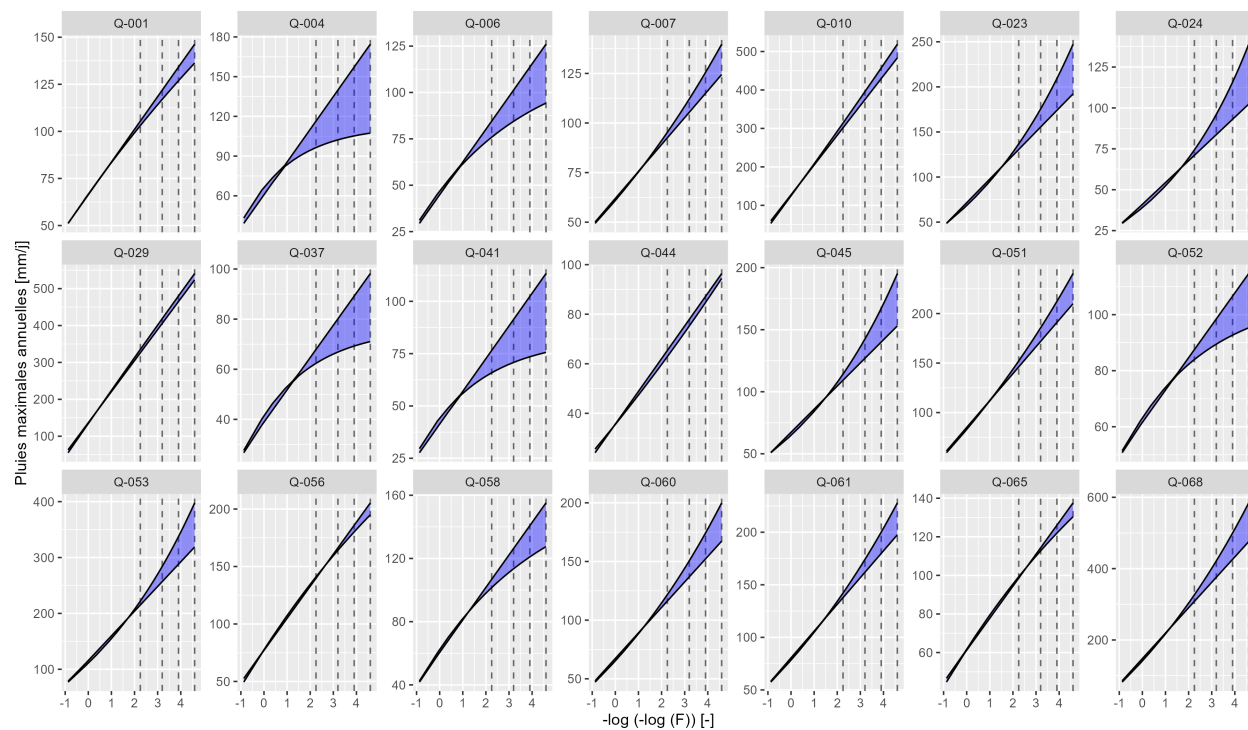 Q-001 Q-004 Q-006 Q-007 Q-010 Q-023 Q-024
150 125 100 75 50
180 150 120 90 60
125 100 75 50 25
125 100 75 50
500 400 300 200 100
250 200 150 100 50
125 100 75 50 25
Q-029 Q-037 Q-041 Q-044 Q-045 Q-051 Q-052
500 400 300 200 100
100 80 60 40
100 75 50 25
100 80 60 40
200 150 100 50
200 150 100
100 80 60
Q-053 Q-056 Q-058 Q-060 Q-061 Q-065 Q-068
400 300 200 100
200 150 100 50
160 120 80 40
200 150 100 50
200 150 100 50
140 120 100 80 60
600 400 200
-1 0 1 2 3 4 -1 0 1 2 3 4 -1 0 1 2 3 4 -1 0 1 2 3 4 -1 0 1 2 3 4 -1 0 1 2 3 4 -1 0 1 2 3 4
Pluies maximales annuelles [mm/j]
-log (-log (F)) [-]